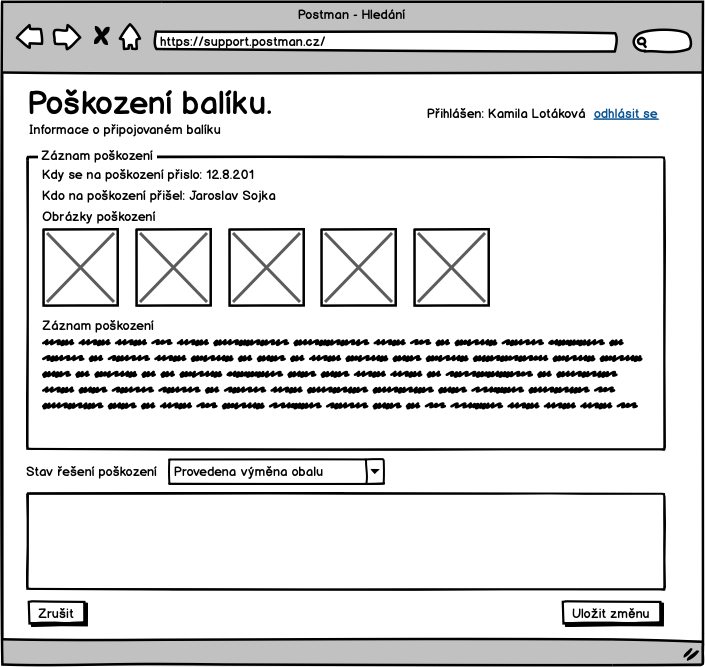 Postman - Hledání
https://support.postman.cz/
Poškození balíku.
Přihlášen: Kamila Lotáková odhlásit se
Informace o připojovaném balíku
Záznam poškození
Kdy se na poškození přislo: 12.8.201
Kdo na poškození přišel: Jaroslav Sojka
Obrázky poškození
Záznam poškození
Stav řešení poškození Provedena výměna obalu
Zrušit Uložit změnu